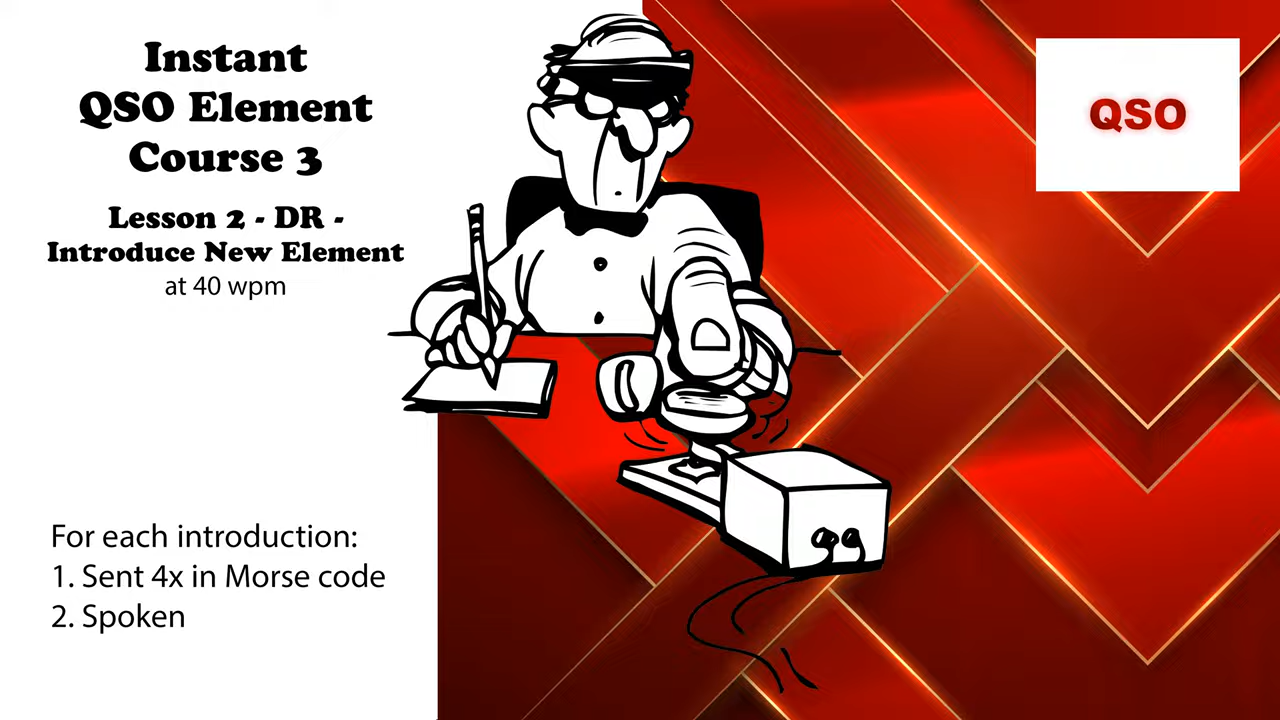 Instant
QSO Element
Course 3
Lesson 2 - DR -
Introduce New Element
at 40 wpm
QSO
For each introduction:
1. Sent 4x in Morse code
2. Spoken